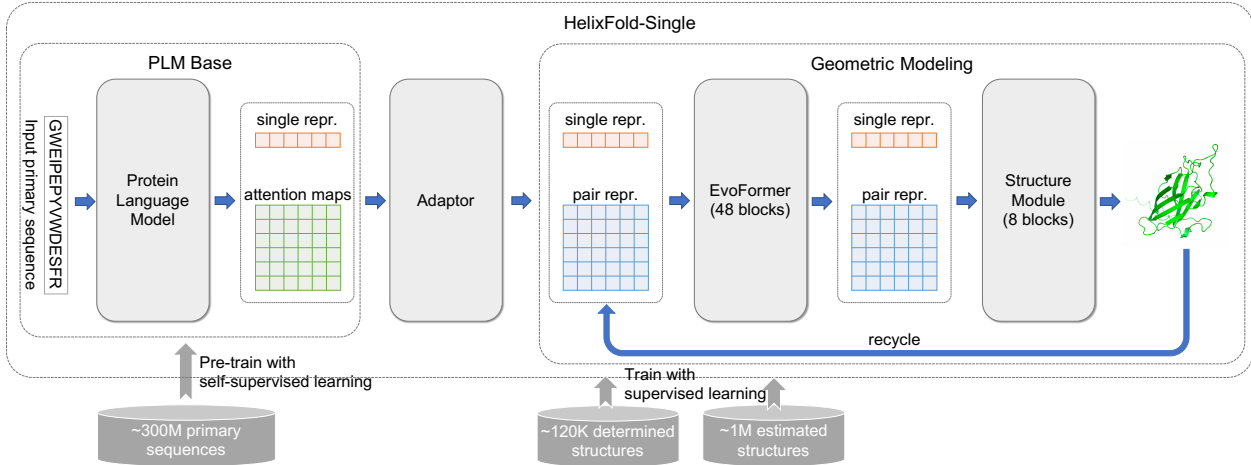 HelixFold-Single
PLM Base
Geometric Modeling
Input primary sequence
GWEIPEPYVWDESFR
Protein
Language
Model
single repr.
attention maps
Adaptor
single repr.
pair repr.
EvoFormer
(48 blocks)
single repr.
pair repr.
Structure
Module
(8 blocks)
recycle
Pre-train with
self-supervised learning
Train with
supervised learning
~300M primary
sequences
~120K determined
structures
~1M estimated
structures